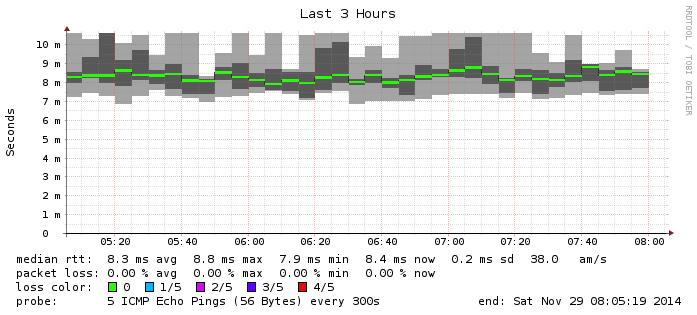 Last 3 Hours
RRDTOOL / TOBI OETIKER
Seconds
10 m
9 m
8 m
7 m
6 m
5 m
4 m
3 m
2 m
1 m
0
05:20 05:40 06:00 06:20 06:40 07:00 07:20 07:40 08:00
median rtt: 8.3 ms avg 8.8 ms max 7.9 ms min 8.4 ms now 0.2 ms sd 38.0 am/s
packet loss: 0.00 % avg 0.00 % max 0.00 % min 0.00 % now
loss color: 0 1/5 2/5 3/5 4/5
probe: 5 ICMP Echo Pings (56 Bytes) every 300s end: Sat Nov 29 08:05:19 2014